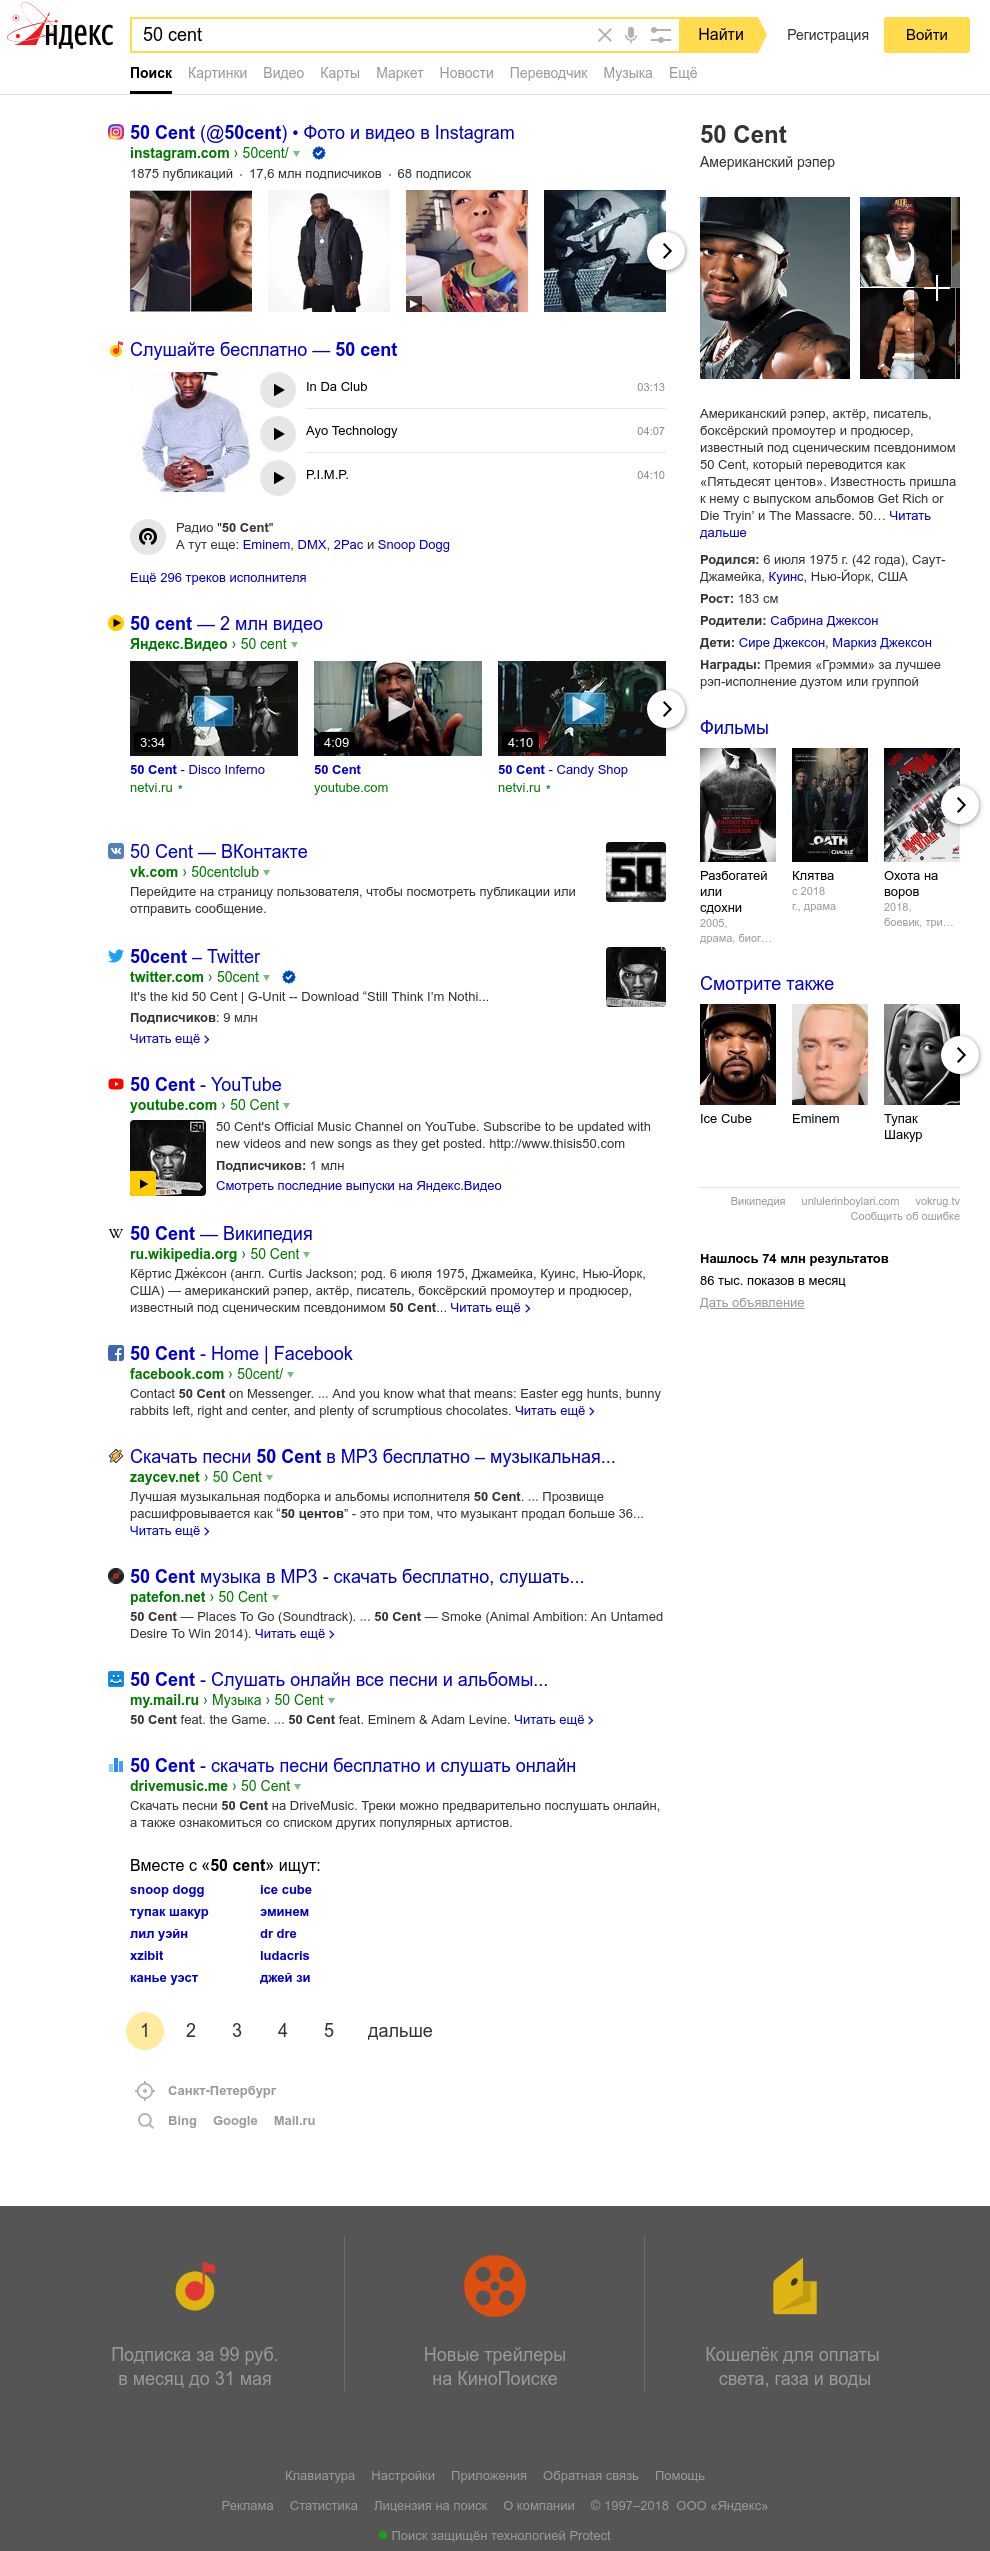 Яндекс
50 cent
Найти
Регистрация
Войти
Поиск Картинки Видео Карты Маркет Новости Переводчик Музыка Ещё
50 Cent (@50cent) • Фото и видео в Instagram
instagram.com › 50cent/
1875 публикаций · 17,6 млн подписчиков · 68 подписок
Слушайте бесплатно — 50 cent
In Da Club 03:13
Ayo Technology 04:07
P.I.M.P. 04:10
Радио "50 Cent"
А тут еще: Eminem, DMX, 2Pac и Snoop Dogg
Ещё 296 треков исполнителя
50 cent — 2 млн видео
Яндекс.Видео › 50 cent
3:34 4:09 4:10
50 Cent - Disco Inferno
netvi.ru *
50 Cent
youtube.com
50 Cent - Candy Shop
netvi.ru *
50 Cent — ВКонтакте
vk.com › 50centclub
Перейдите на страницу пользователя, чтобы посмотреть публикации или
отправить сообщение.
50
50cent – Twitter
twitter.com › 50cent
It's the kid 50 Cent | G-Unit -- Download “Still Think I’m Nothi...
Подписчиков: 9 млн
Читать ещё ›
50 Cent - YouTube
youtube.com › 50 Cent
50
50 Cent's Official Music Channel on YouTube. Subscribe to be updated with
new videos and new songs as they get posted. http://www.thisis50.com
Подписчиков: 1 млн
Смотреть последние выпуски на Яндекс.Видео
W
50 Cent — Википедия
ru.wikipedia.org › 50 Cent
Кёртис Дже́ксон (англ. Curtis Jackson; род. 6 июля 1975, Джамейка, Куинс, Нью-Йорк,
США) — американский рэпер, актёр, писатель, боксёрский промоутер и продюсер,
известный под сценическим псевдонимом 50 Cent... Читать ещё ›
50 Cent - Home | Facebook
facebook.com › 50cent/
Contact 50 Cent on Messenger. ... And you know what that means: Easter egg hunts, bunny
rabbits left, right and center, and plenty of scrumptious chocolates. Читать ещё ›
Скачать песни 50 Cent в MP3 бесплатно – музыкальная...
zaycev.net › 50 Cent
Лучшая музыкальная подборка и альбомы исполнителя 50 Cent. ... Прозвище
расшифровывается как “50 центов” - это при том, что музыкант продал больше 36...
Читать ещё ›
50 Cent музыка в MP3 - скачать бесплатно, слушать...
patefon.net › 50 Cent
50 Cent — Places To Go (Soundtrack). ... 50 Cent — Smoke (Animal Ambition: An Untamed
Desire To Win 2014). Читать ещё ›
50 Cent - Слушать онлайн все песни и альбомы...
my.mail.ru › Музыка › 50 Cent
50 Cent feat. the Game. ... 50 Cent feat. Eminem & Adam Levine. Читать ещё ›
50 Cent - скачать песни бесплатно и слушать онлайн
drivemusic.me › 50 Cent
Скачать песни 50 Cent на DriveMusic. Треки можно предварительно послушать онлайн,
а также ознакомиться со списком других популярных артистов.
Вместе с «50 cent» ищут:
snoop dogg ice cube
тупак шакур эминем
лил уэйн dr dre
xzibit ludacris
канье уэст джей зи
1 2 3 4 5 дальше
Санкт-Петербург
Bing Google Mail.ru
50 Cent
Американский рэпер
Американский рэпер, актёр, писатель,
боксёрский промоутер и продюсер,
известный под сценическим псевдонимом
50 Cent, который переводится как
«Пятьдесят центов». Известность пришла
к нему с выпуском альбомов Get Rich or
Die Tryin’ и The Massacre. 50… Читать
дальше
Родился: 6 июля 1975 г. (42 года), Саут-
Джамейка, Куинс, Нью-Йорк, США
Рост: 183 см
Родители: Сабрина Джексон
Дети: Сире Джексон, Маркиз Джексон
Награды: Премия «Грэмми» за лучшее
рэп-исполнение дуэтом или группой
Фильмы
РАЗБОГАТЕЙ
СДОХНИ
OATH
CRACKLE
Разбогатей
или
сдохни
2005,
драма, биог…
Клятва
с 2018
г., драма
Охота на
воров
2018,
боевик, три…
Смотрите также
Ice Cube
Eminem
Тупак
Шакур
Википедия unlulerinboylari.com vokrug.tv
Сообщить об ошибке
Нашлось 74 млн результатов
86 тыс. показов в месяц
Дать объявление
Подписка за 99 руб.
в месяц до 31 мая
Новые трейлеры
на КиноПоиске
Кошелёк для оплаты
света, газа и воды
Клавиатура Настройки Приложения Обратная связь Помощь
Реклама Статистика Лицензия на поиск О компании © 1997–2018 ООО «Яндекс»
Поиск защищён технологией Protect